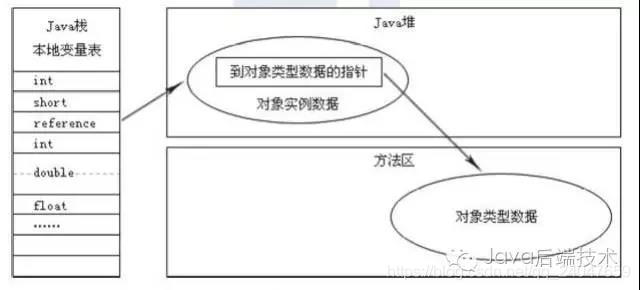 Java栈
本地变量表
int
short
reference
int
double
float
……
Java堆
到对象类型数据的指针
对象实例数据
方法区
对象类型数据
Java后端技术